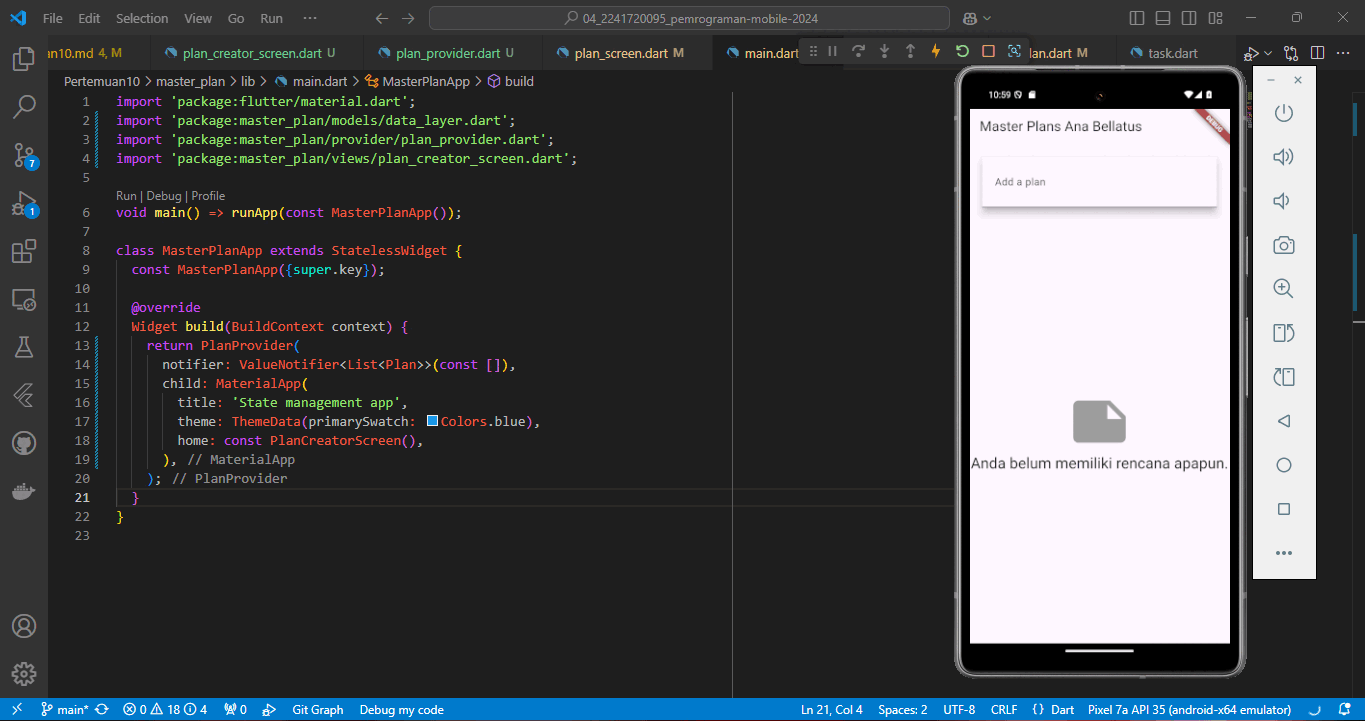 File Edit Selection View Go Run ··· 04_2241720095_pemrograman-mobile-2024
an10.md 4, M plan_creator_screen.dart U plan_provider.dart U plan_screen.dart M main.dart lan.dart M task.dart
Pertemuan10 > master_plan > lib > main.dart > MasterPlanApp > build
1 import 'package:flutter/material.dart';
2 import 'package:master_plan/models/data_layer.dart';
3 import 'package:master_plan/provider/plan_provider.dart';
4 import 'package:master_plan/views/plan_creator_screen.dart';
5
Run | Debug | Profile
6 void main() => runApp(const MasterPlanApp());
7
8 class MasterPlanApp extends StatelessWidget {
9 const MasterPlanApp({super.key});
10
11 @override
12 Widget build(BuildContext context) {
13 return PlanProvider(
14 notifier: ValueNotifier<List<Plan>>(const []),
15 child: MaterialApp(
16 title: 'State management app',
17 theme: ThemeData(primarySwatch: Colors.blue),
18 home: const PlanCreatorScreen(),
19 ), // MaterialApp
20 ); // PlanProvider
21 }
22 }
23
7
1
10:59
DEBUG
Master Plans Ana Bellatus
Add a plan
Anda belum memiliki rencana apapun.
main* 0 18 4 0 Git Graph Debug my code Ln 21, Col 4 Spaces: 2 UTF-8 CRLF {} Dart Pixel 7a API 35 (android-x64 emulator)